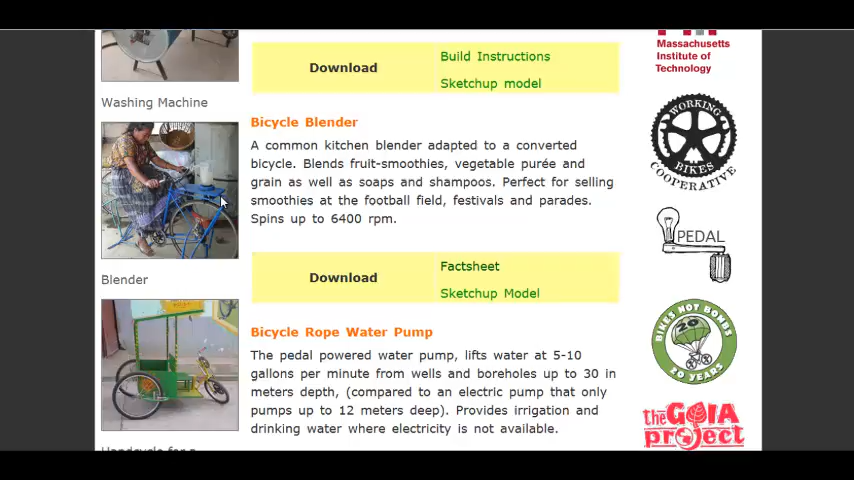 Washing Machine
Blender
Download
Build Instructions
Sketchup model
Bicycle Blender
A common kitchen blender adapted to a converted
bicycle. Blends fruit-smoothies, vegetable purée and
grain as well as soaps and shampoos. Perfect for selling
smoothies at the football field, festivals and parades.
Spins up to 6400 rpm.
Download
Factsheet
Sketchup Model
Bicycle Rope Water Pump
The pedal powered water pump, lifts water at 5-10
gallons per minute from wells and boreholes up to 30 in
meters depth, (compared to an electric pump that only
pumps up to 12 meters deep). Provides irrigation and
drinking water where electricity is not available.
Massachusetts
Institute of
Technology
WORKING
BIKES
COOPERATIVE
PEDAL
BIKES NOT BOMBS
20
20 YEARS
the GAIA
project